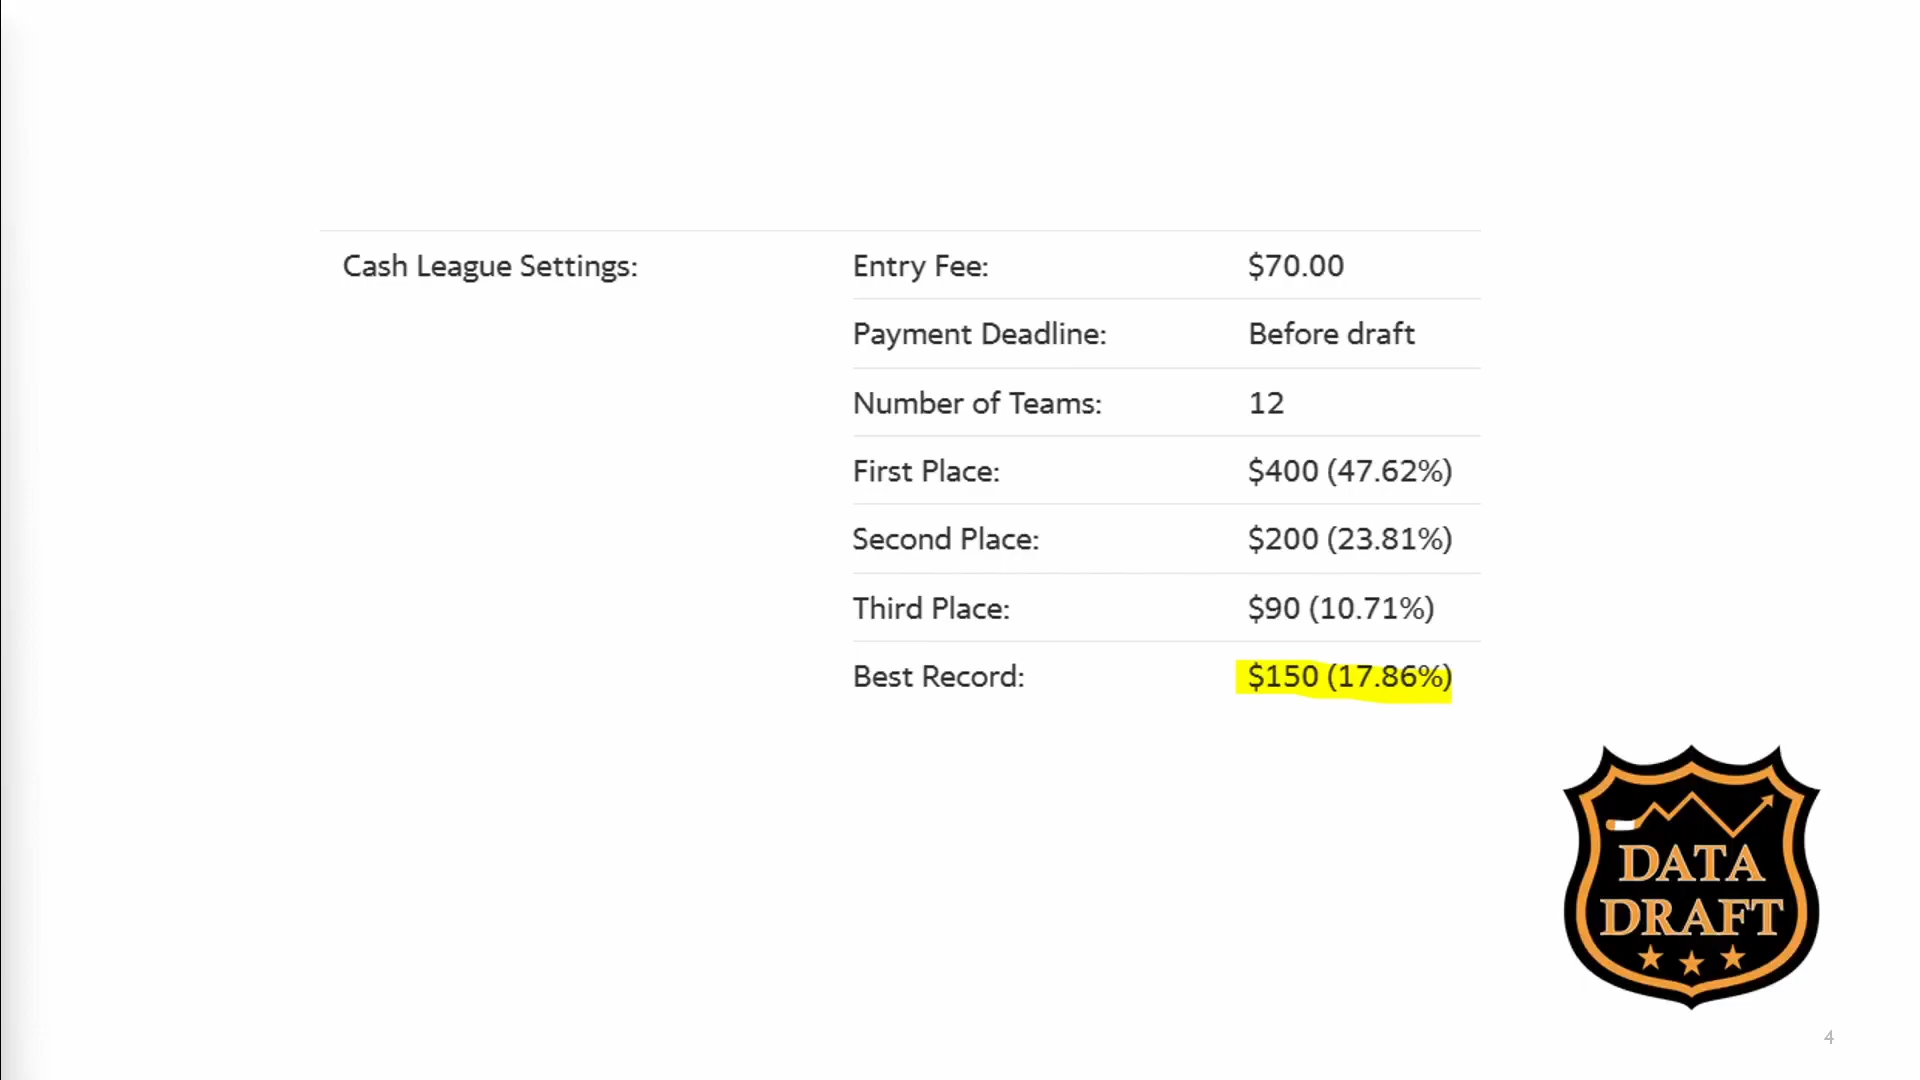 Cash League Settings: Entry Fee: $70.00
Payment Deadline: Before draft
Number of Teams: 12
First Place: $400 (47.62%)
Second Place: $200 (23.81%)
Third Place: $90 (10.71%)
Best Record: $150 (17.86%)
DATA
DRAFT
4